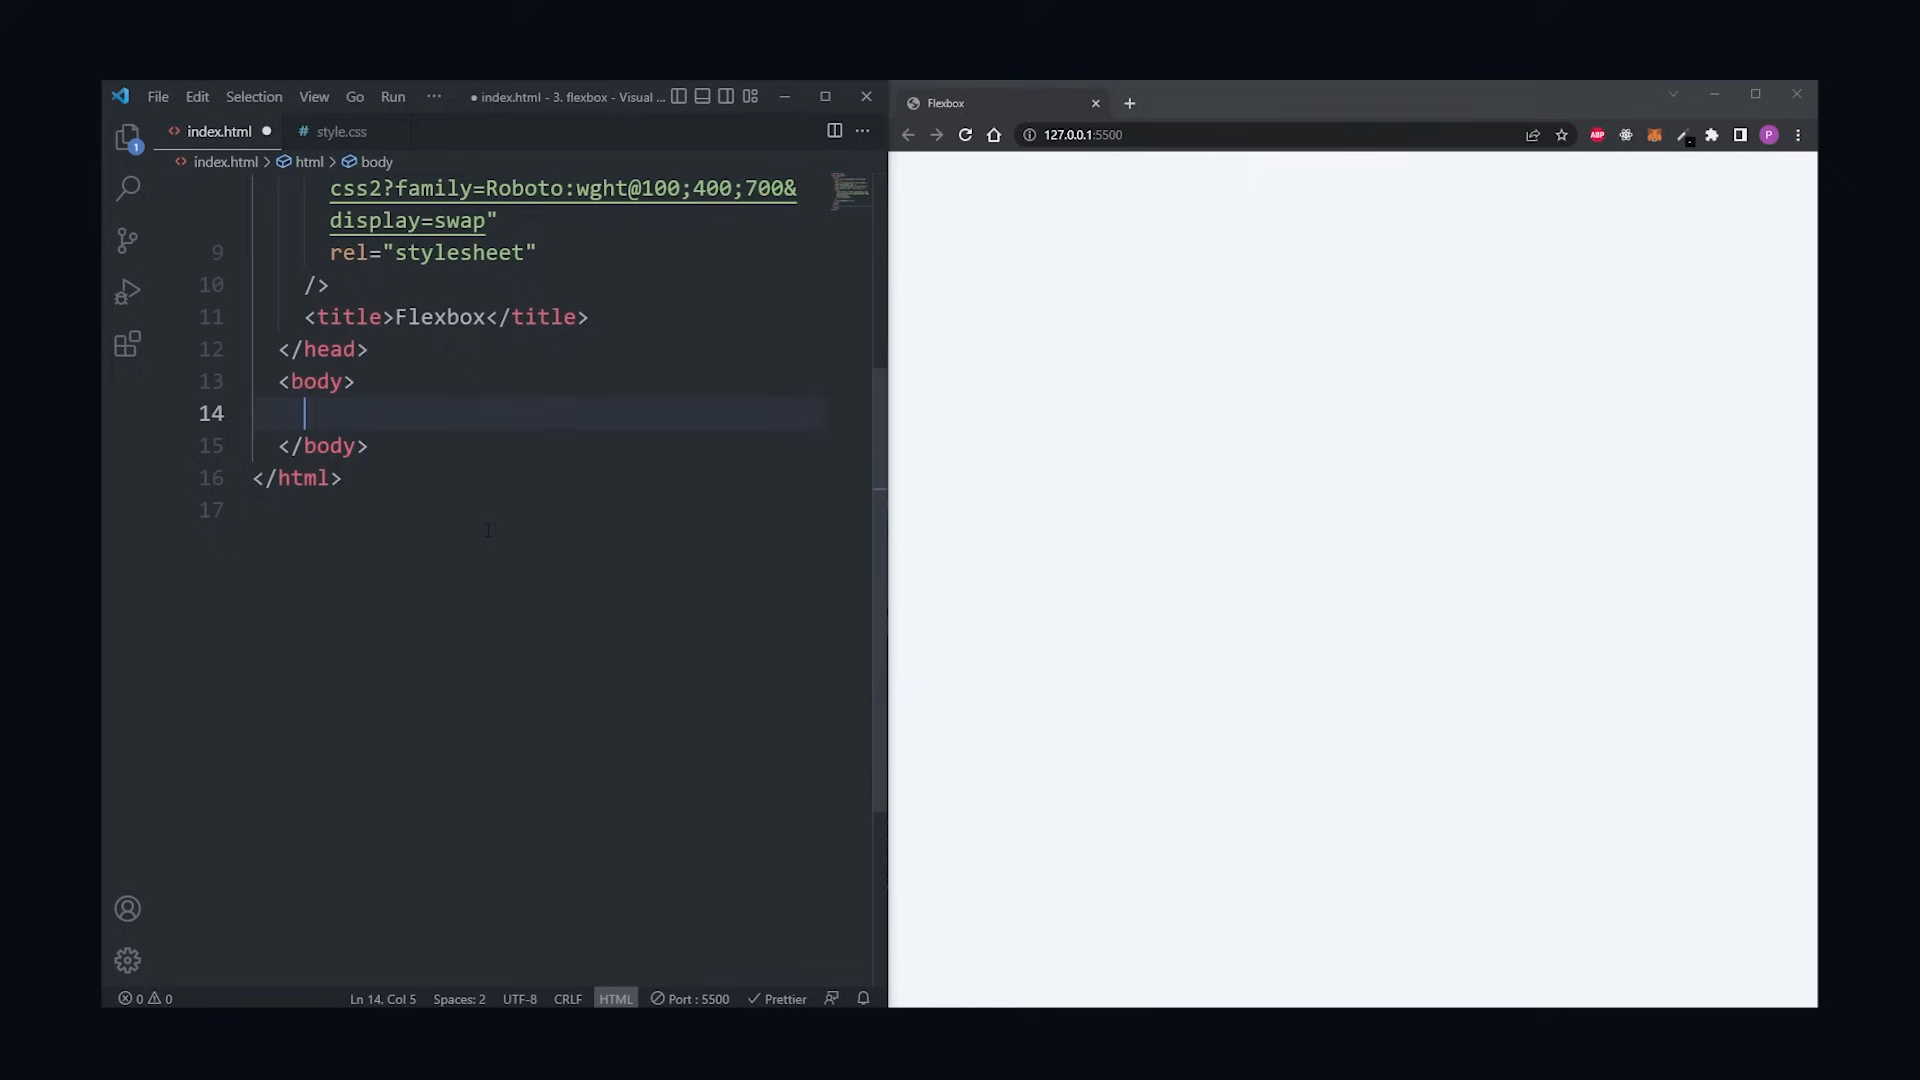 File Edit Selection View Go Run ··· ● index.html - 3. flexbox - Visual ...
Flexbox
index.html ● # style.css
127.0.0.1:5500
ABP
P
1
index.html > html > body
css2?family=Roboto:wght@100;400;700&
display=swap"
9 rel="stylesheet"
10 />
11 <title>Flexbox</title>
12 </head>
13 <body>
14
15 </body>
16 </html>
17
0 0 Ln 14, Col 5 Spaces: 2 UTF-8 CRLF HTML Port : 5500 Prettier